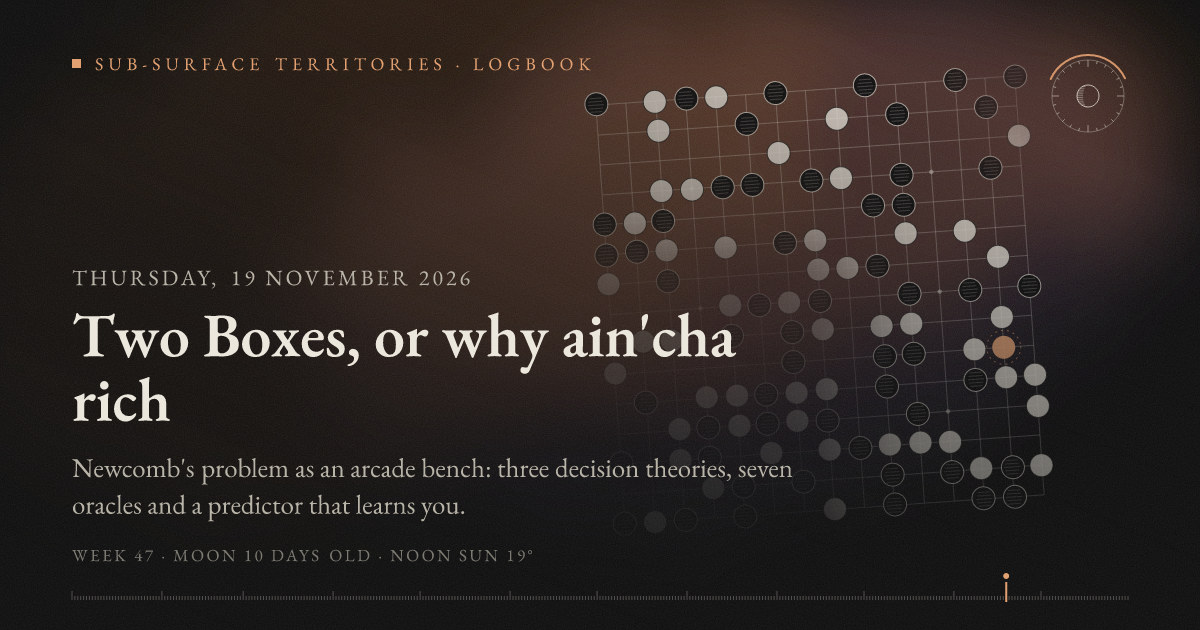 SUB-SURFACE TERRITORIES · LOGBOOK
THURSDAY, 19 NOVEMBER 2026
Two Boxes, or why ain'cha
rich
Newcomb's problem as an arcade bench: three decision theories, seven
oracles and a predictor that learns you.
WEEK 47 · MOON 10 DAYS OLD · NOON SUN 19°